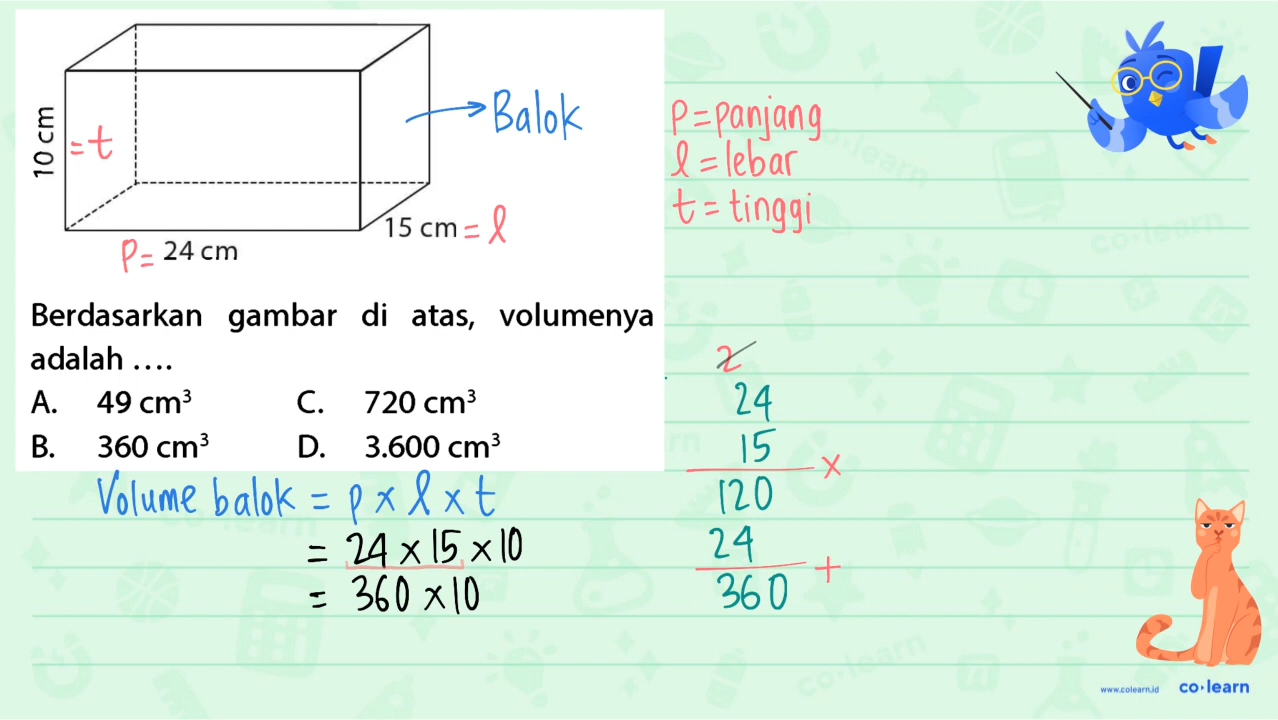 10 cm
= t
Balok
15 cm = l
P = 24 cm
P = panjang
l = lebar
t = tinggi
Berdasarkan gambar di atas, volumenya
adalah ....
A. 49 cm³ C. 720 cm³
B. 360 cm³ D. 3.600 cm³
Volume balok = p × l × t
= 24 × 15 × 10
= 360 × 10
2
24
15
×
120
24
+
360
www.colearn.id co·learn